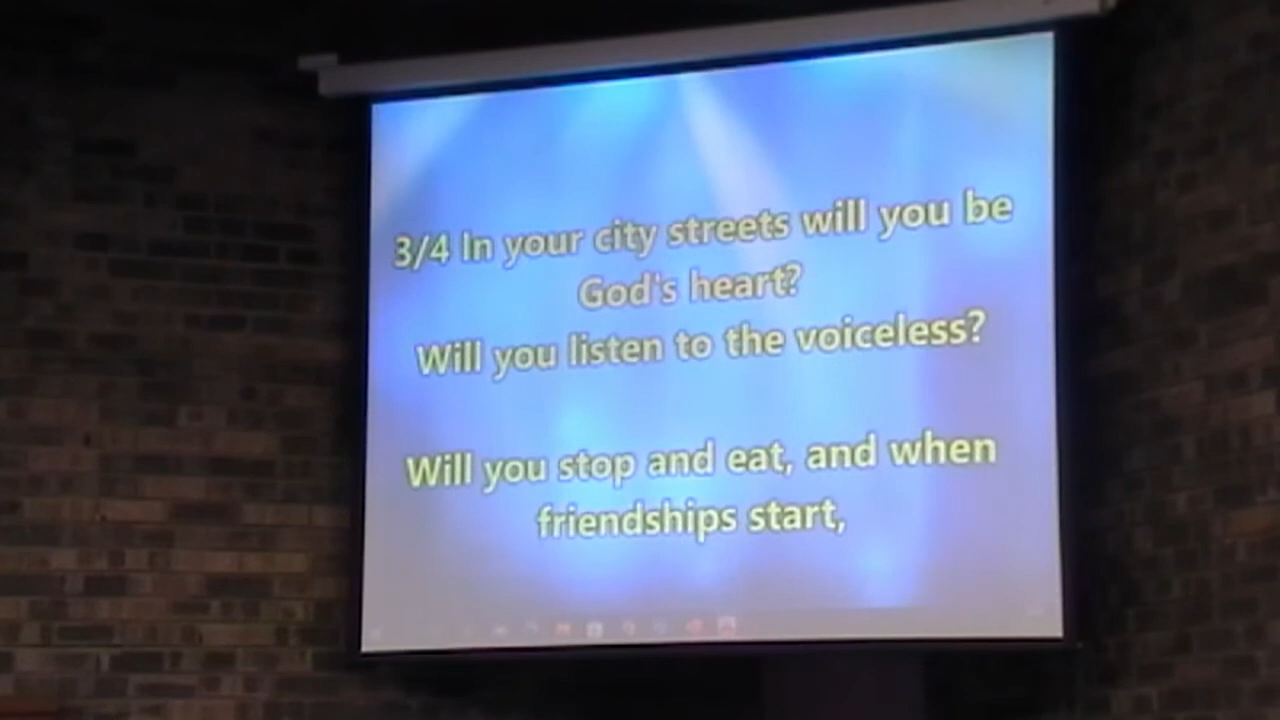 3/4 In your city streets will you be
God's heart?
Will you listen to the voiceless?
Will you stop and eat, and when
friendships start,